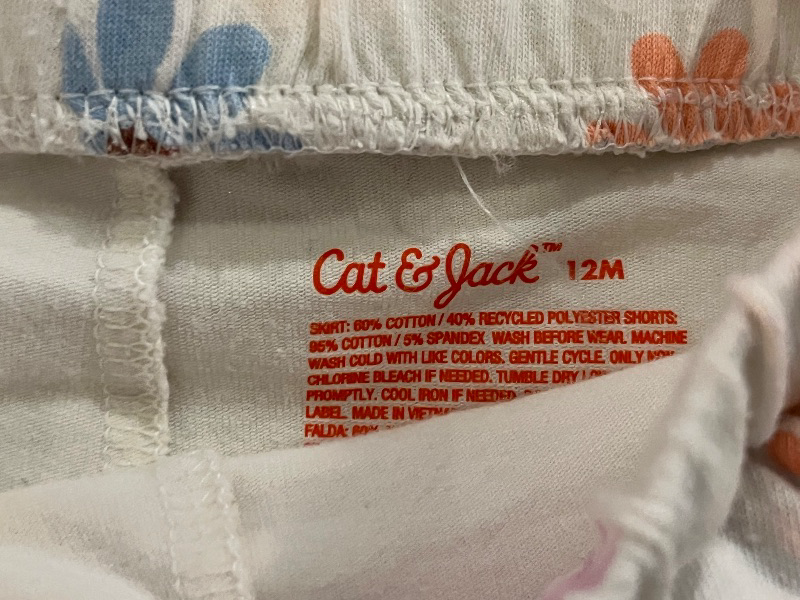 Cat & Jack™ 12M
SKIRT: 60% COTTON / 40% RECYCLED POLYESTER SHORTS:
95% COTTON / 5% SPANDEX WASH BEFORE WEAR. MACHINE
WASH COLD WITH LIKE COLORS, GENTLE CYCLE. ONLY NON-
CHLORINE BLEACH IF NEEDED. TUMBLE DRY
PROMPTLY. COOL IRON IF NEEDED.
LABEL. MADE IN
FALDA: 60%